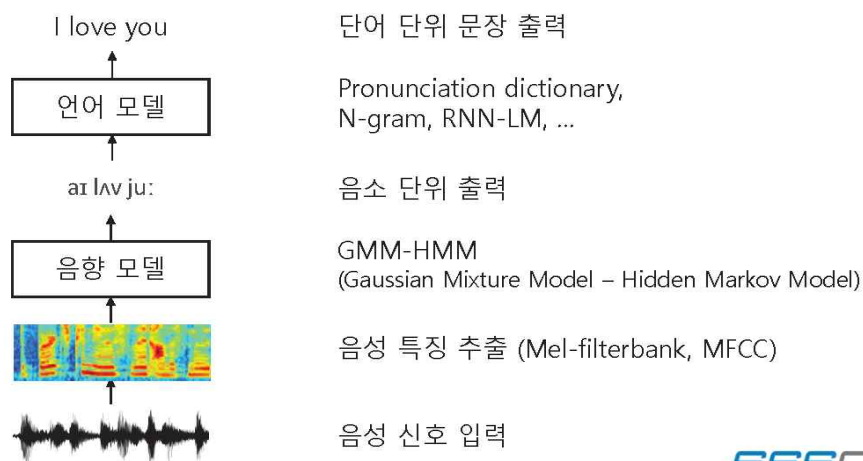 I love you
단어 단위 문장 출력
언어 모델
Pronunciation dictionary,
N-gram, RNN-LM, ...
aɪ lʌv juː
음소 단위 출력
음향 모델
GMM-HMM
(Gaussian Mixture Model – Hidden Markov Model)
음성 특징 추출 (Mel-filterbank, MFCC)
음성 신호 입력